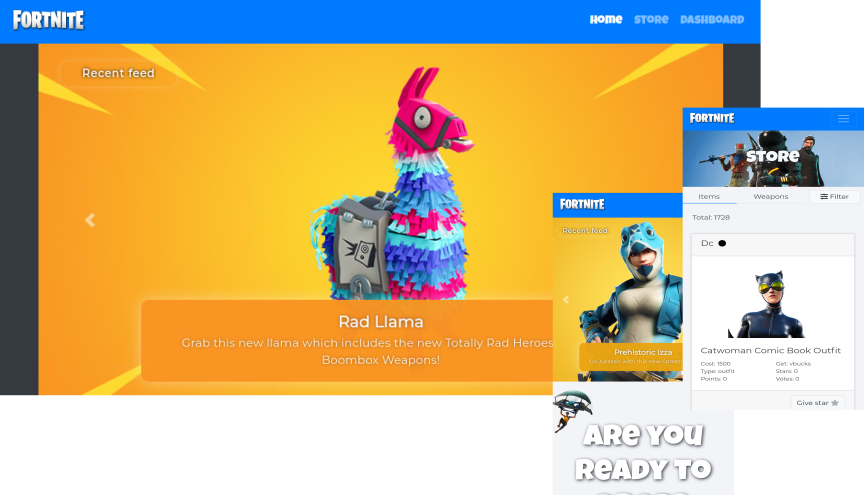 FORTNITE
Home Store Dashboard
Recent feed
Rad Llama
Grab this new llama which includes the new Totally Rad Heroes
Boombox Weapons!
FORTNITE
Recent feed
Prehistoric Izza
ARE YOU
READY TO
FORTNITE
Store
Items Weapons Filter
Total: 1728
Dc
Catwoman Comic Book Outfit
Cost: 1500 Get: vbucks
Type: outfit Stars: 0
Points: 0 Votes: 0
Give star